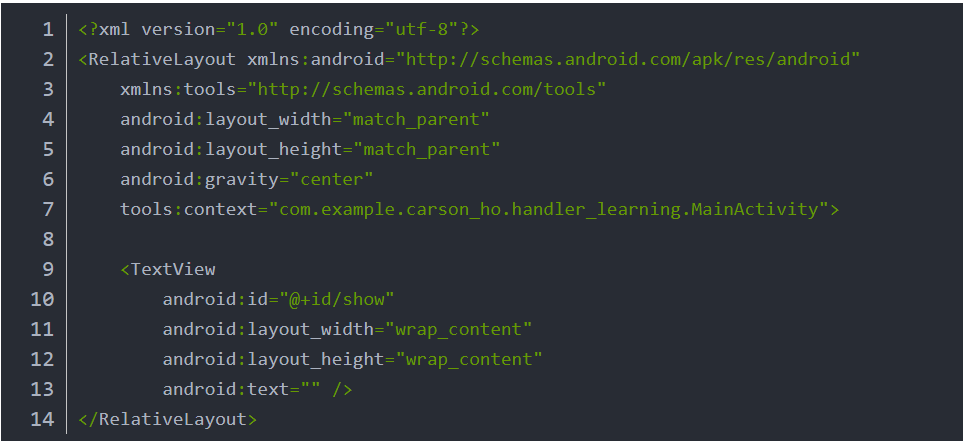 1 <?xml version="1.0" encoding="utf-8"?>
2 <RelativeLayout xmlns:android="http://schemas.android.com/apk/res/android"
3     xmlns:tools="http://schemas.android.com/tools"
4     android:layout_width="match_parent"
5     android:layout_height="match_parent"
6     android:gravity="center"
7     tools:context="com.example.carson_ho.handler_learning.MainActivity">
8
9     <TextView
10         android:id="@+id/show"
11         android:layout_width="wrap_content"
12         android:layout_height="wrap_content"
13         android:text="" />
14 </RelativeLayout>